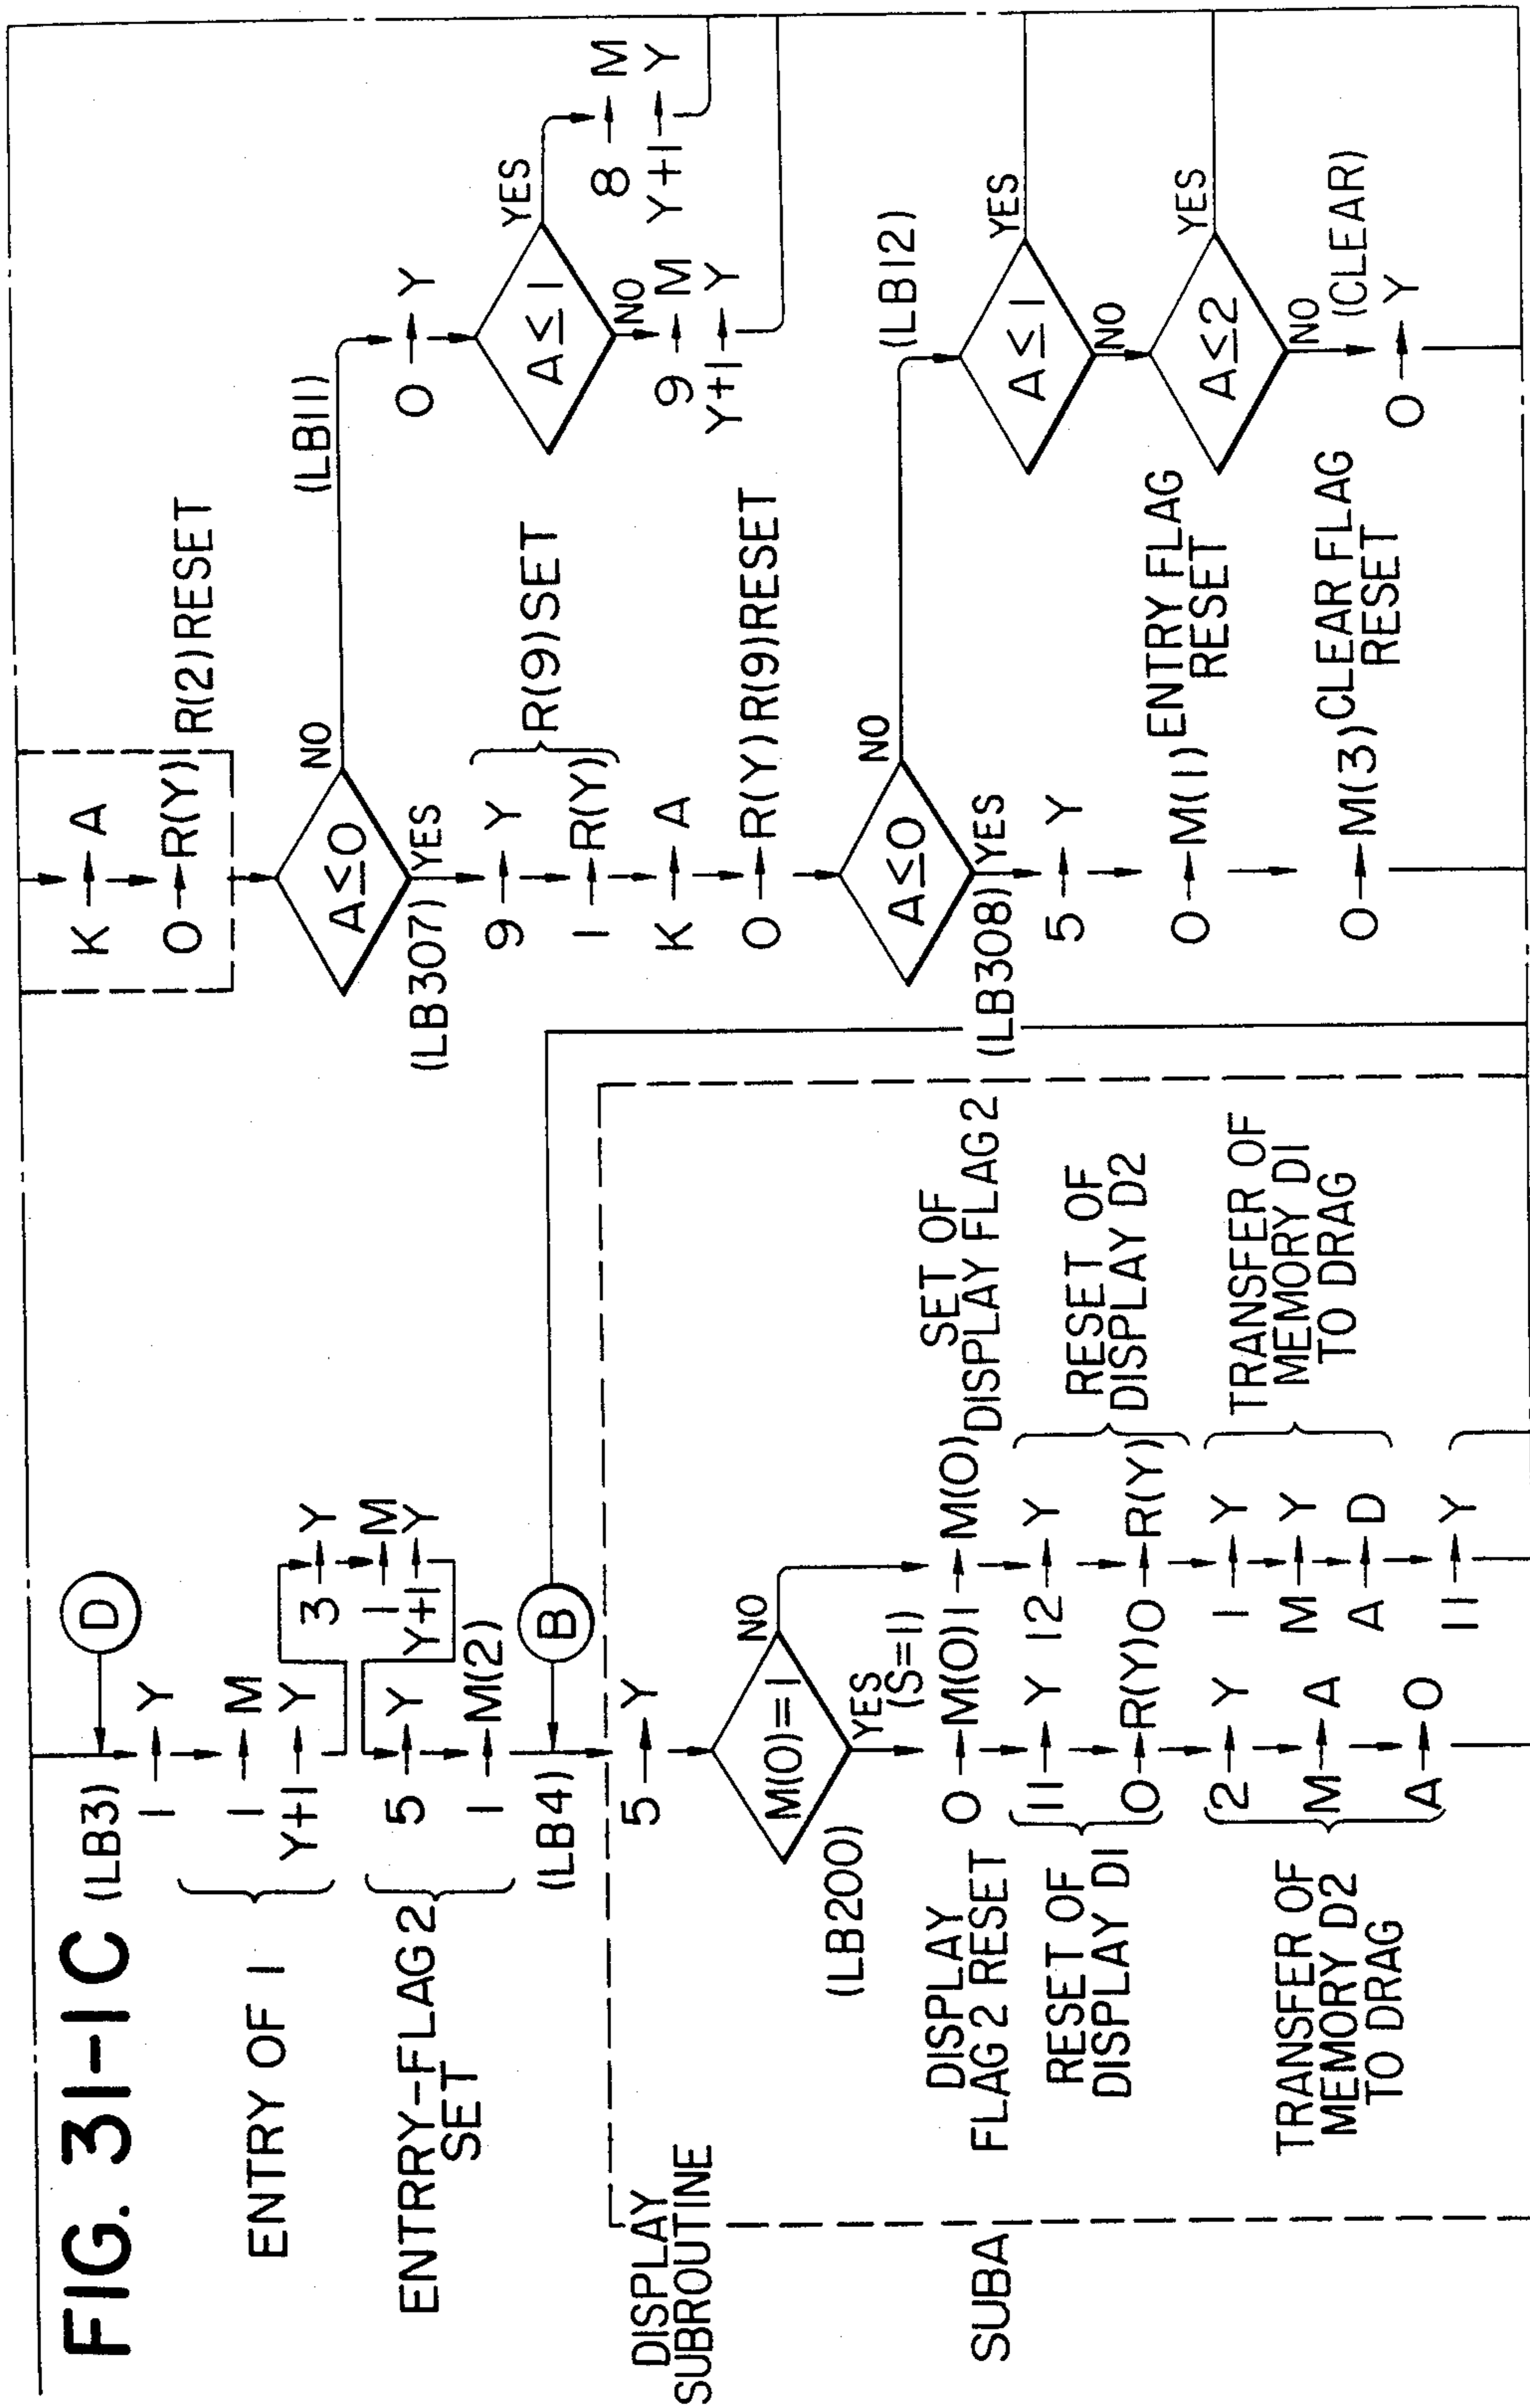 FIG. 31-1C
(LB3)
D
1 → Y
ENTRY OF 1
1 → M
Y+1 → Y
3 → Y
1 → M
Y+1 → Y
ENTRRY-FLAG2
SET
5 → Y
1 → M(2)
(LB4)
B
DISPLAY
SUBROUTINE
SUBA
5 → Y
M(0)=1
NO
YES
(S=1)
(LB200)
DISPLAY
FLAG 2 RESET
0 → M(0)
1 → M(0)
SET OF
DISPLAY FLAG 2
RESET OF
DISPLAY D1
11 → Y
0 → R(Y)
12 → Y
0 → R(Y)
RESET OF
DISPLAY D2
TRANSFER OF
MEMORY D2
TO DRAG
2 → Y
M → A
A → O
1 → Y
M → Y
A → D
TRANSFER OF
MEMORY D1
TO DRAG
11 → Y
K → A
0 → R(Y)
R(2) RESET
A ≤ 0
NO
YES
(LB307)
(LB11)
9 → Y
1 → R(Y)
R(9) SET
K → A
0 → R(Y) R(9) RESET
0 → Y
A ≤ 1
YES
NO
8 → M
Y+1 → Y
9 → M
Y+1 → Y
A ≤ 0
NO
YES
(LB308)
(LB12)
5 → Y
0 → M(1) ENTRY FLAG
RESET
0 → M(3) CLEAR FLAG
RESET
A ≤ 1
YES
NO
A ≤ 2
YES
NO
(CLEAR)
0 → Y